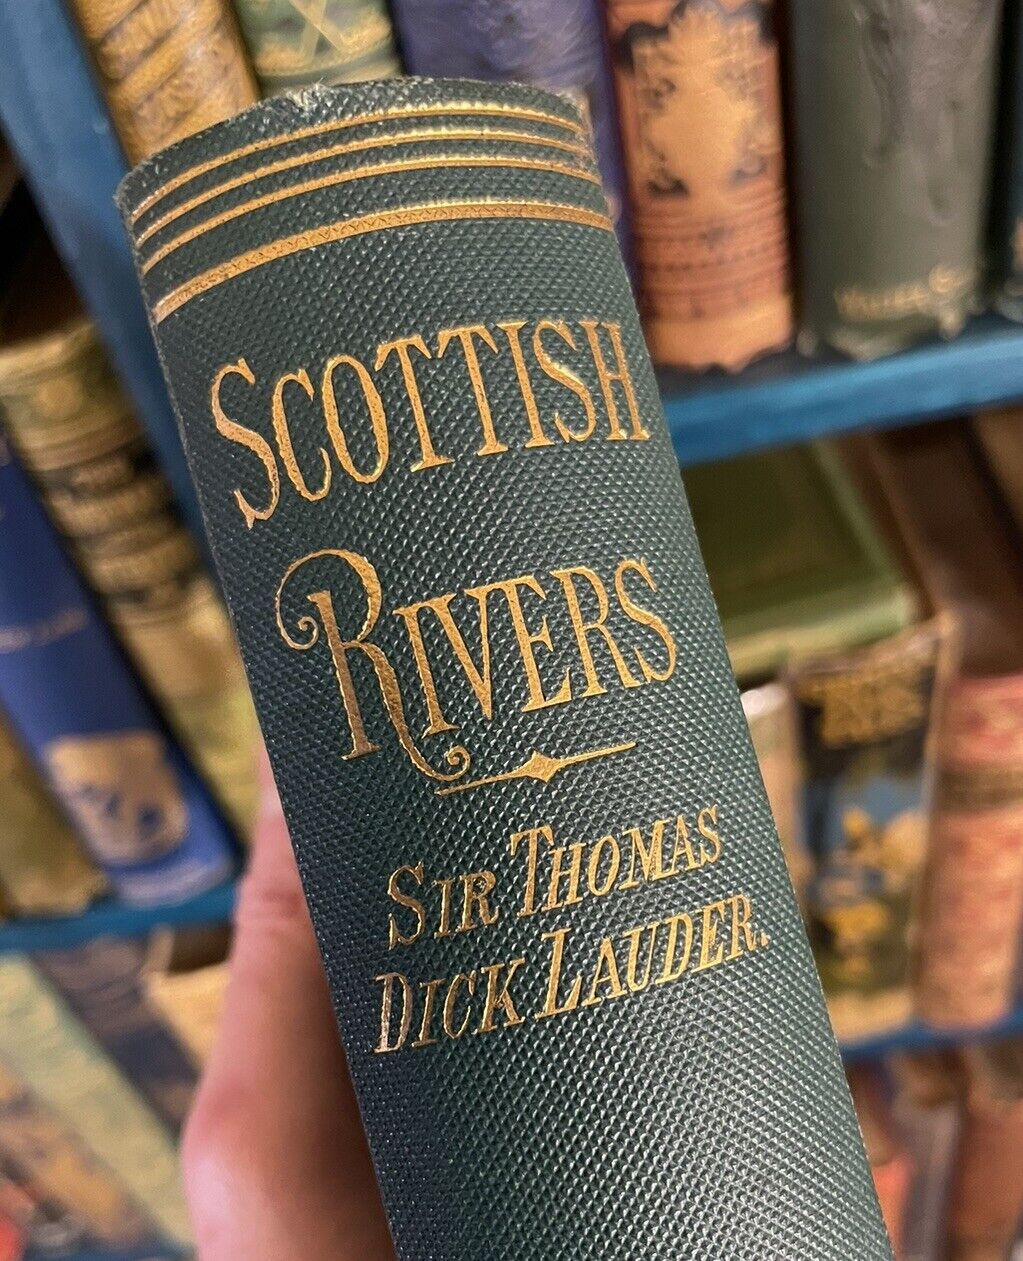 SCOTTISH
RIVERS
SIR THOMAS
DICK LAUDER.